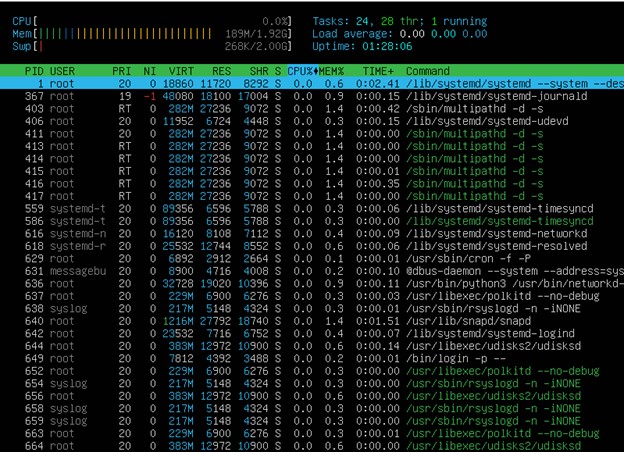 CPU[ 0.0%] Tasks: 24, 28 thr; 1 running
Mem[|||||||||||||||||||||||||||||||189M/1.92G] Load average: 0.00 0.00 0.00
Swp[| 268K/2.00G] Uptime: 01:28:06
PID USER PRI NI VIRT RES SHR S CPU%♦MEM% TIME+ Command
1 root 20 0 18860 11720 8292 S 0.0 0.6 0:02.41 /lib/systemd/systemd --system --des
367 root 19 -1 48080 18100 17004 S 0.0 0.9 0:00.15 /lib/systemd/systemd-journald
403 root RT 0 282M 27236 9072 S 0.0 1.4 0:00.42 /sbin/multipathd -d -s
406 root 20 0 11952 6724 4448 S 0.0 0.3 0:00.15 /lib/systemd/systemd-udevd
411 root 20 0 282M 27236 9072 S 0.0 1.4 0:00.00 /sbin/multipathd -d -s
413 root RT 0 282M 27236 9072 S 0.0 1.4 0:00.00 /sbin/multipathd -d -s
414 root RT 0 282M 27236 9072 S 0.0 1.4 0:00.00 /sbin/multipathd -d -s
415 root RT 0 282M 27236 9072 S 0.0 1.4 0:00.01 /sbin/multipathd -d -s
416 root RT 0 282M 27236 9072 S 0.0 1.4 0:00.35 /sbin/multipathd -d -s
417 root RT 0 282M 27236 9072 S 0.0 1.4 0:00.00 /sbin/multipathd -d -s
559 systemd-t 20 0 89356 6596 5788 S 0.0 0.3 0:00.06 /lib/systemd/systemd-timesyncd
586 systemd-t 20 0 89356 6596 5788 S 0.0 0.3 0:00.00 /lib/systemd/systemd-timesyncd
616 systemd-n 20 0 16120 8108 7112 S 0.0 0.4 0:00.09 /lib/systemd/systemd-networkd
618 systemd-r 20 0 25532 12744 8552 S 0.0 0.6 0:00.06 /lib/systemd/systemd-resolved
629 root 20 0 6892 2912 2664 S 0.0 0.1 0:00.01 /usr/sbin/cron -f -P
631 messagebu 20 0 8900 4716 4008 S 0.0 0.2 0:00.10 @dbus-daemon --system --address=sys
636 root 20 0 32728 19020 10396 S 0.0 0.9 0:00.11 /usr/bin/python3 /usr/bin/networkd-
637 root 20 0 229M 6900 6276 S 0.0 0.3 0:00.03 /usr/libexec/polkitd --no-debug
638 syslog 20 0 217M 5148 4324 S 0.0 0.3 0:00.01 /usr/sbin/rsyslogd -n -iNONE
640 root 20 0 1216M 27792 18740 S 0.0 1.4 0:01.51 /usr/lib/snapd/snapd
642 root 20 0 23532 7716 6752 S 0.0 0.4 0:00.07 /lib/systemd/systemd-logind
644 root 20 0 383M 12972 10900 S 0.0 0.6 0:00.14 /usr/libexec/udisks2/udisksd
649 root 20 0 7812 4392 3488 S 0.0 0.2 0:00.01 /bin/login -p --
652 root 20 0 229M 6900 6276 S 0.0 0.3 0:00.00 /usr/libexec/polkitd --no-debug
654 syslog 20 0 217M 5148 4324 S 0.0 0.3 0:00.00 /usr/sbin/rsyslogd -n -iNONE
656 root 20 0 383M 12972 10900 S 0.0 0.6 0:00.00 /usr/libexec/udisks2/udisksd
658 syslog 20 0 217M 5148 4324 S 0.0 0.3 0:00.00 /usr/sbin/rsyslogd -n -iNONE
659 syslog 20 0 217M 5148 4324 S 0.0 0.3 0:00.00 /usr/sbin/rsyslogd -n -iNONE
663 root 20 0 229M 6900 6276 S 0.0 0.3 0:00.01 /usr/libexec/polkitd --no-debug
664 root 20 0 383M 12972 10900 S 0.0 0.6 0:00.00 /usr/libexec/udisks2/udisksd